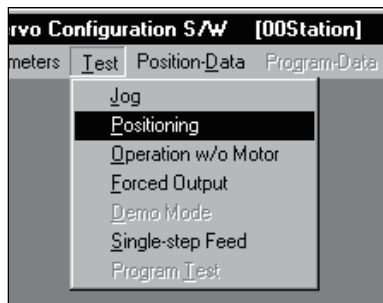 rvo Configuration S/W [00Station]
meters Test Position-Data Program-Data
Jog
Positioning
Operation w/o Motor
Forced Output
Demo Mode
Single-step Feed
Program Test